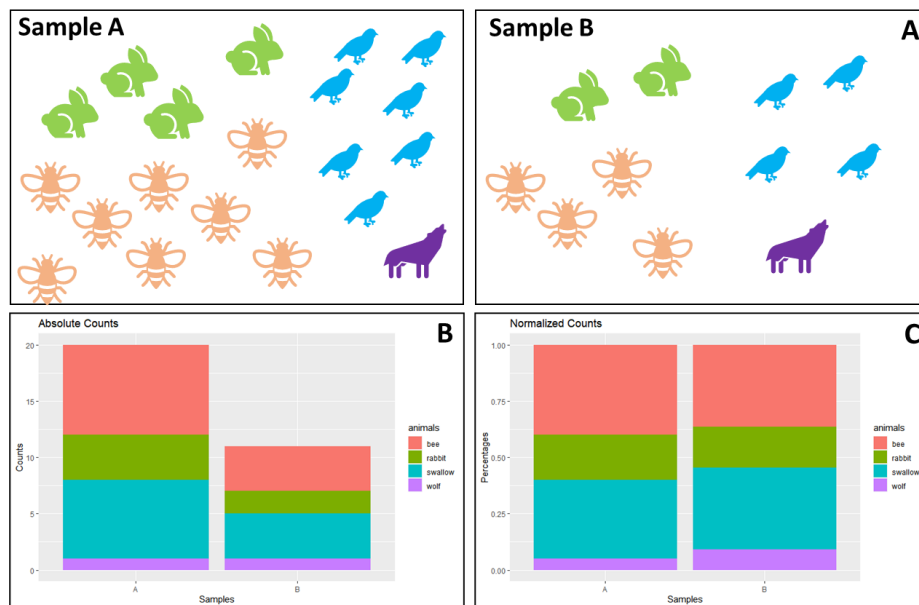 Sample A
Sample B
A
Absolute Counts
B
20
15
10
5
0
Counts
A
B
Samples
animals
bee
rabbit
swallow
wolf
Normalized Counts
C
1.00
0.75
0.50
0.25
0.00
Percentages
A
B
Samples
animals
bee
rabbit
swallow
wolf